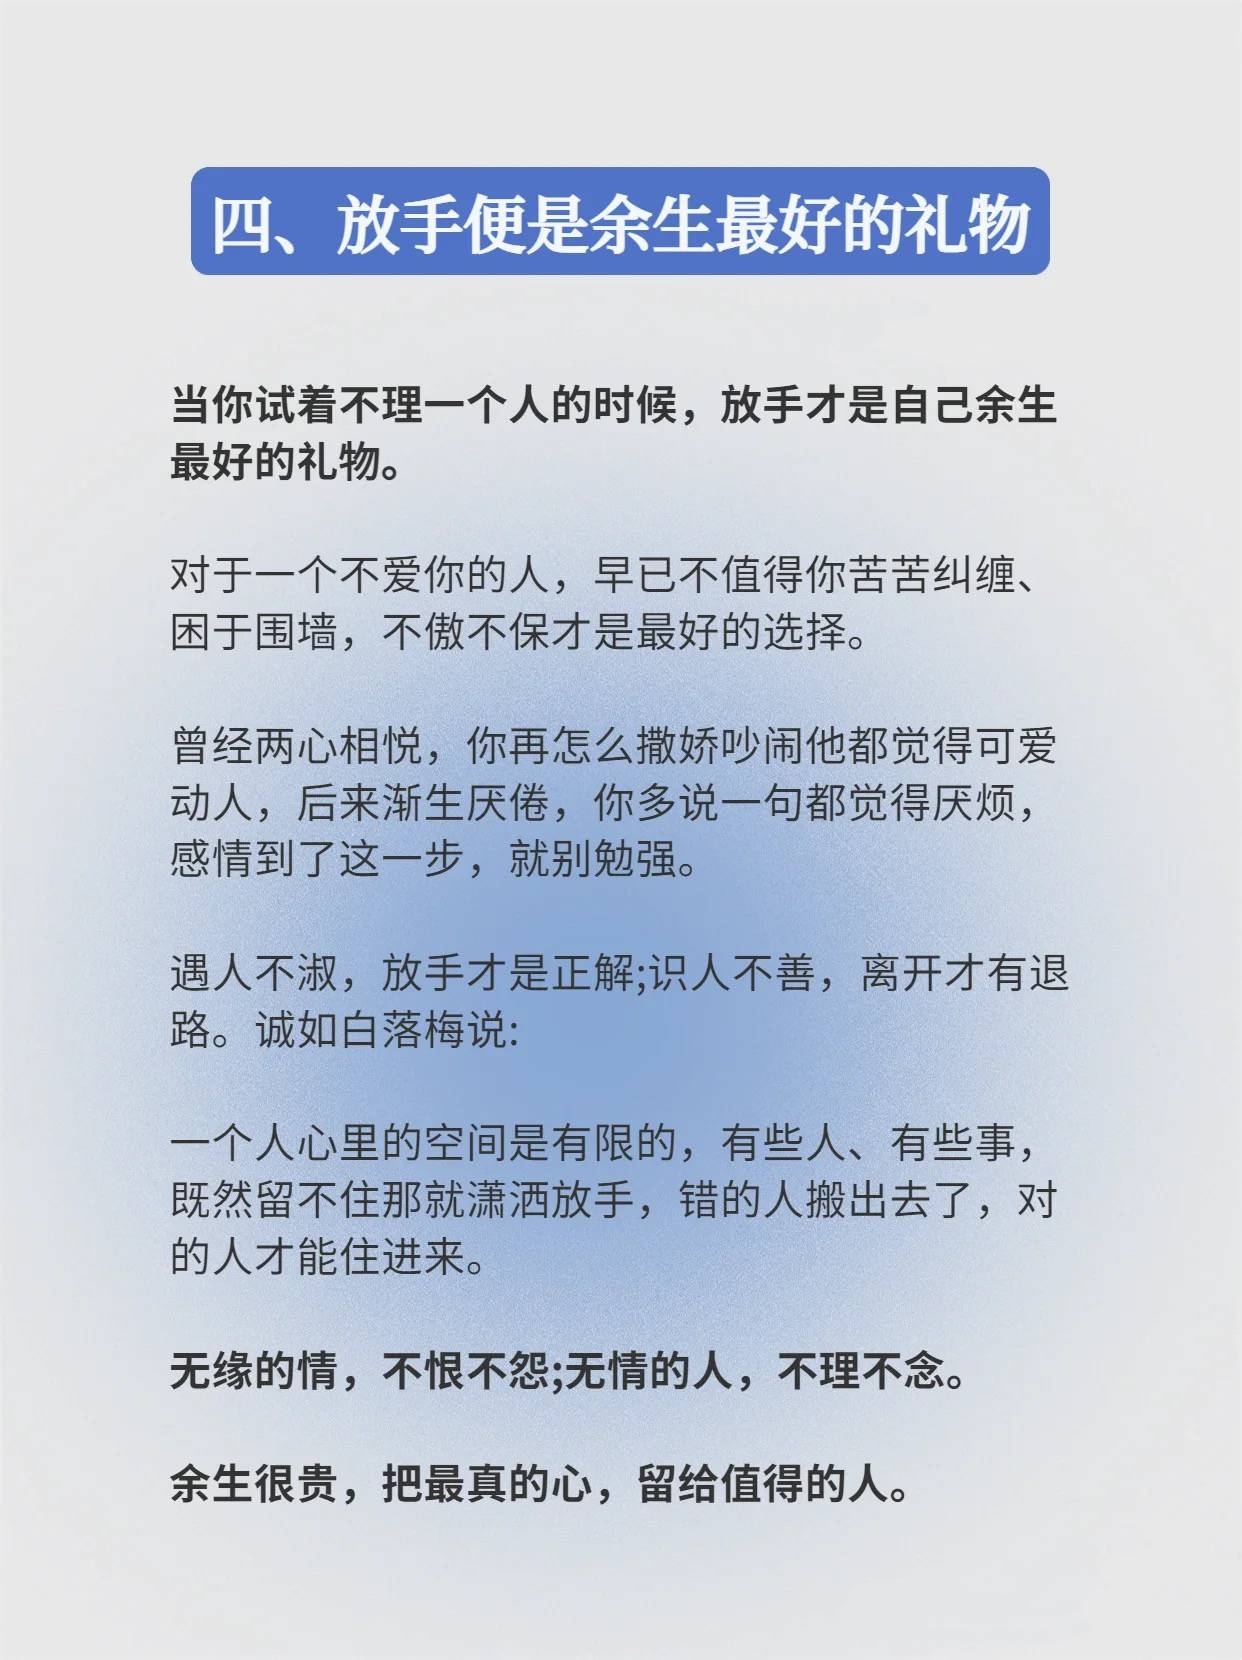 四、放手便是余生最好的礼物
当你试着不理一个人的时候，放手才是自己余生
最好的礼物。
对于一个不爱你的人，早已不值得你苦苦纠缠、
困于围墙，不傲不保才是最好的选择。
曾经两心相悦，你再怎么撒娇吵闹他都觉得可爱
动人，后来渐生厌倦，你多说一句都觉得厌烦，
感情到了这一步，就别勉强。
遇人不淑，放手才是正解;识人不善，离开才有退
路。诚如白落梅说:
一个人心里的空间是有限的，有些人、有些事，
既然留不住那就潇洒放手，错的人搬出去了，对
的人才能住进来。
无缘的情，不恨不怨;无情的人，不理不念。
余生很贵，把最真的心，留给值得的人。